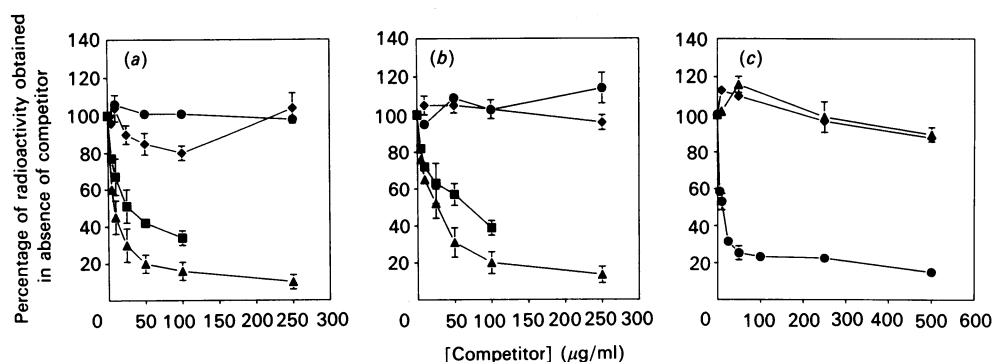 Percentage of radioactivity obtained
in absence of competitor
(a)
140
120
100
80
60
40
20
0 50 100 150 200 250 300
(b)
140
120
100
80
60
40
20
0 50 100 150 200 250 300
(c)
140
120
100
80
60
40
20
0 100 200 300 400 500 600
[Competitor] (μg/ml)